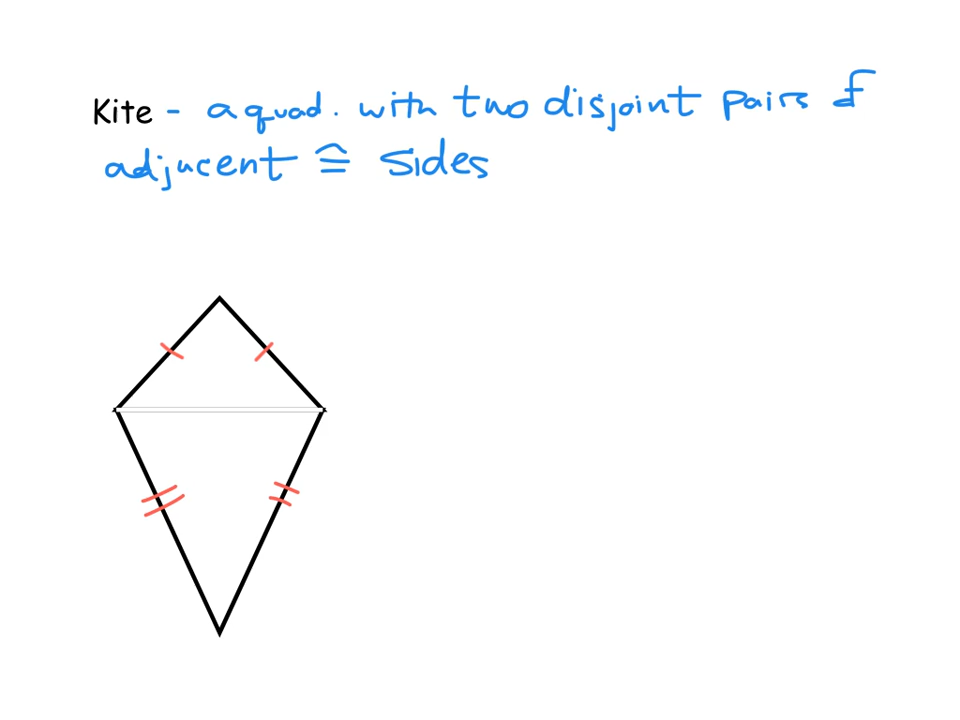 Kite - a quad. with two disjoint pairs of
adjacent ≅ sides